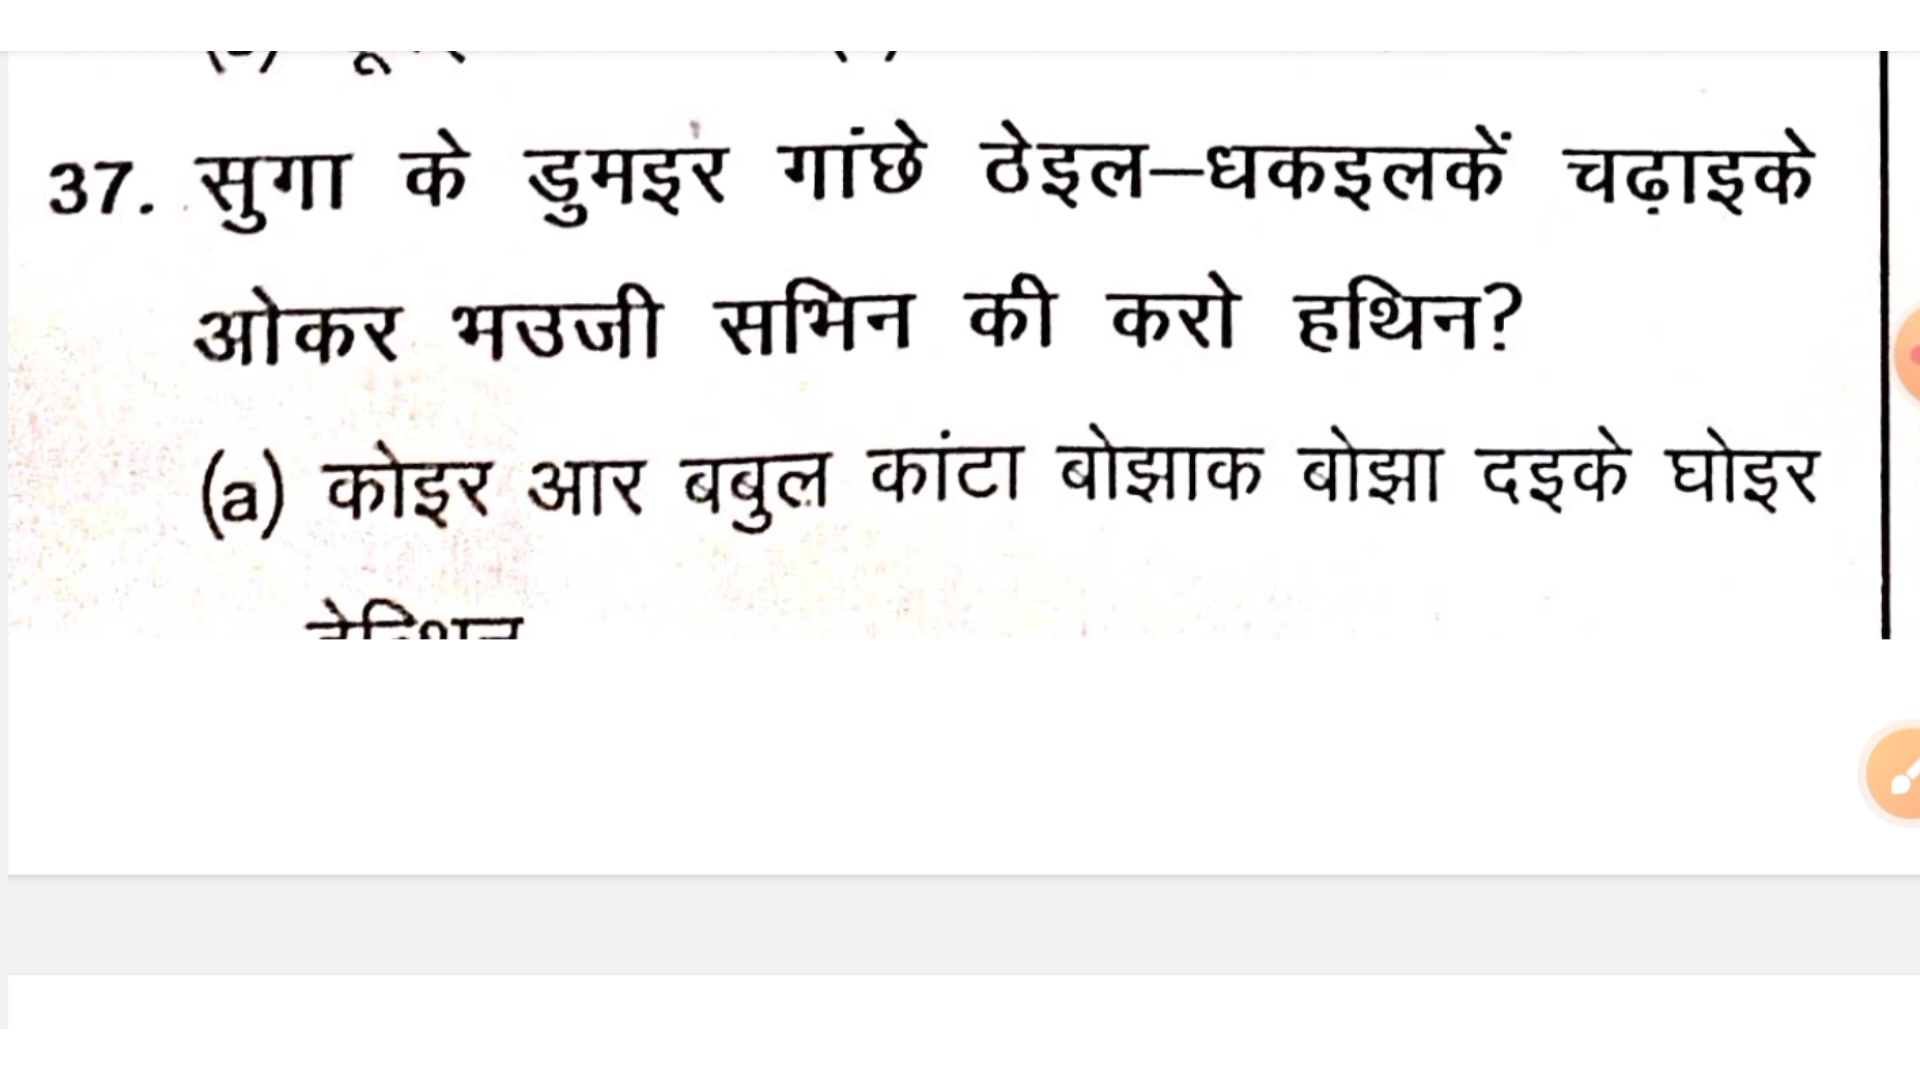 37. सुगा के डुमइर गांछे ठेइल–धकइलकें चढ़ाइके
ओकर भउजी सभिन की करो हथिन?
(a) कोइर आर बबुल कांटा बोझाक बोझा दइके घोइर